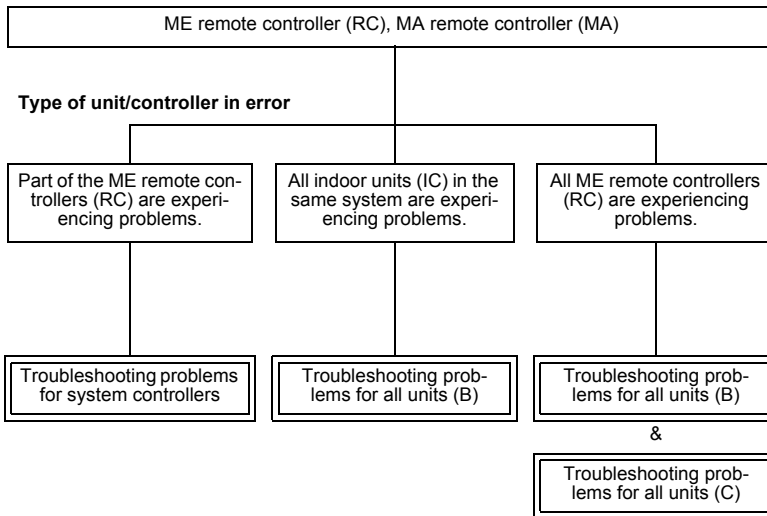 ME remote controller (RC), MA remote controller (MA)
Type of unit/controller in error
Part of the ME remote con-
trollers (RC) are experi-
encing problems.
All indoor units (IC) in the
same system are experi-
encing problems.
All ME remote controllers
(RC) are experiencing
problems.
Troubleshooting problems
for system controllers
Troubleshooting prob-
lems for all units (B)
Troubleshooting prob-
lems for all units (B)
&
Troubleshooting prob-
lems for all units (C)